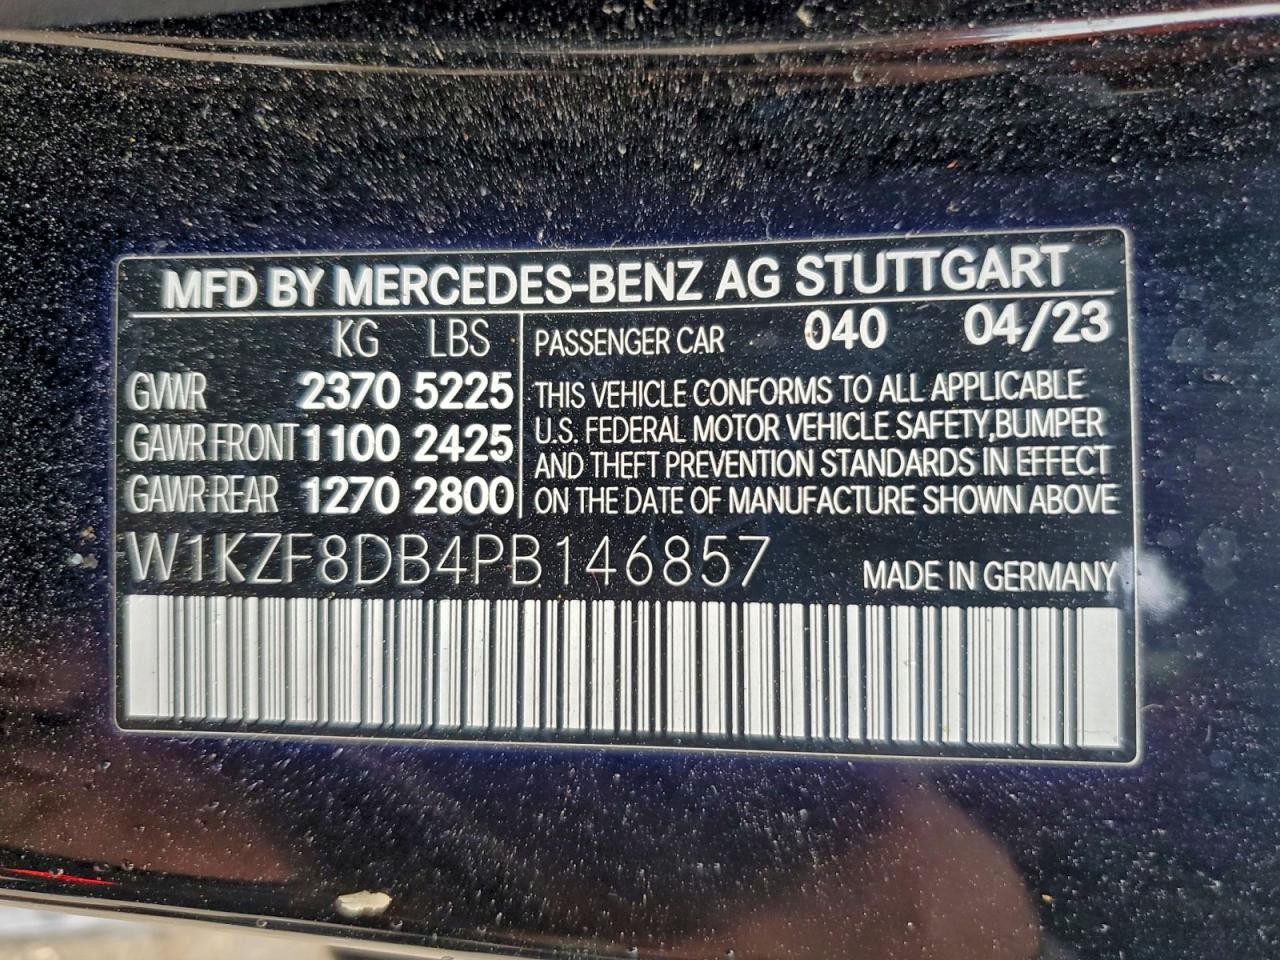 MFD BY MERCEDES-BENZ AG STUTTGART
KG LBS
GVWR 2370 5225
GAWR FRONT 1100 2425
GAWR REAR 1270 2800
PASSENGER CAR 040 04/23
THIS VEHICLE CONFORMS TO ALL APPLICABLE
U.S. FEDERAL MOTOR VEHICLE SAFETY,BUMPER
AND THEFT PREVENTION STANDARDS IN EFFECT
ON THE DATE OF MANUFACTURE SHOWN ABOVE
W1KZF8DB4PB146857 MADE IN GERMANY